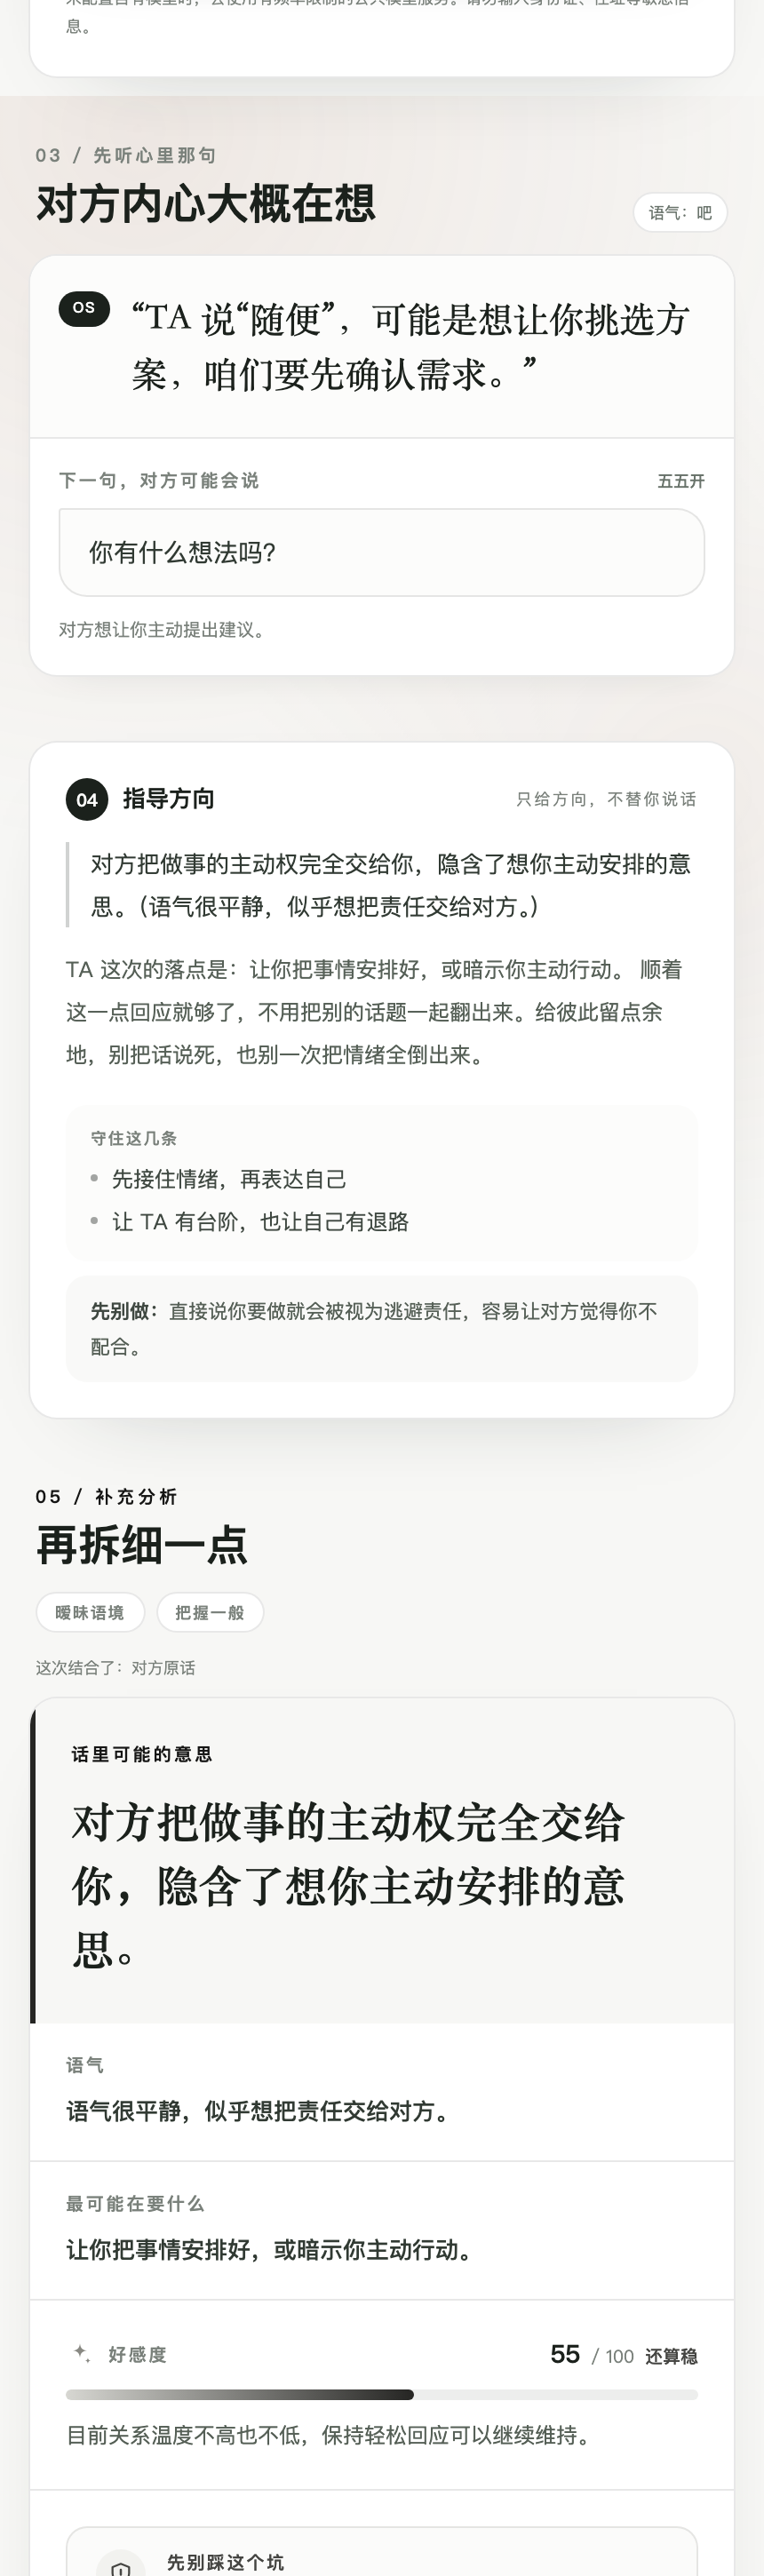 息。
03 / 先听心里那句
对方内心大概在想
语气：吧
OS
“TA 说“随便”，可能是想让你挑选方
案，咱们要先确认需求。”
下一句，对方可能会说
五五开
你有什么想法吗？
对方想让你主动提出建议。
04 指导方向
只给方向，不替你说话
对方把做事的主动权完全交给你，隐含了想你主动安排的意
思。（语气很平静，似乎想把责任交给对方。）
TA 这次的落点是：让你把事情安排好，或暗示你主动行动。 顺着
这一点回应就够了，不用把别的话题一起翻出来。给彼此留点余
地，别把话说死，也别一次把情绪全倒出来。
守住这几条
先接住情绪，再表达自己
让 TA 有台阶，也让自己有退路
先别做：直接说你要做就会被视为逃避责任，容易让对方觉得你不
配合。
05 / 补充分析
再拆细一点
暧昧语境
把握一般
这次结合了：对方原话
话里可能的意思
对方把做事的主动权完全交给
你，隐含了想你主动安排的意
思。
语气
语气很平静，似乎想把责任交给对方。
最可能在要什么
让你把事情安排好，或暗示你主动行动。
好感度
55 / 100 还算稳
目前关系温度不高也不低，保持轻松回应可以继续维持。
先别踩这个坑